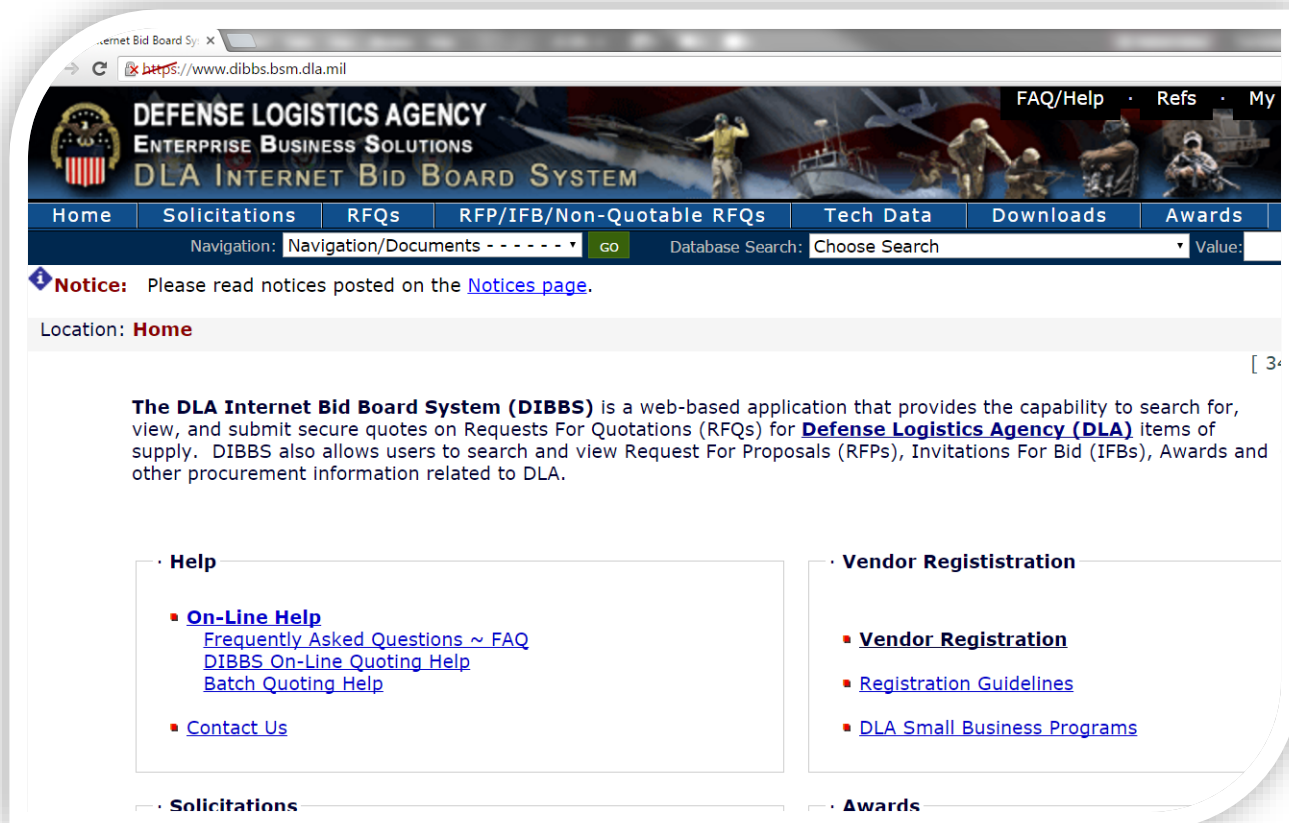 ernet Bid Board Sy
https://www.dibbs.bsm.dla.mil
DEFENSE LOGISTICS AGENCY
ENTERPRISE BUSINESS SOLUTIONS
DLA INTERNET BID BOARD SYSTEM
FAQ/Help · Refs · My
Home Solicitations RFQs RFP/IFB/Non-Quotable RFQs Tech Data Downloads Awards
Navigation: Navigation/Documents - - - - - - GO Database Search: Choose Search Value:
Notice: Please read notices posted on the Notices page.
Location: Home
[ 34
The DLA Internet Bid Board System (DIBBS) is a web-based application that provides the capability to search for,
view, and submit secure quotes on Requests For Quotations (RFQs) for Defense Logistics Agency (DLA) items of
supply. DIBBS also allows users to search and view Request For Proposals (RFPs), Invitations For Bid (IFBs), Awards and
other procurement information related to DLA.
· Help
On-Line Help
Frequently Asked Questions ~ FAQ
DIBBS On-Line Quoting Help
Batch Quoting Help
Contact Us
· Vendor Regististration
Vendor Registration
Registration Guidelines
DLA Small Business Programs
· Solicitations
· Awards